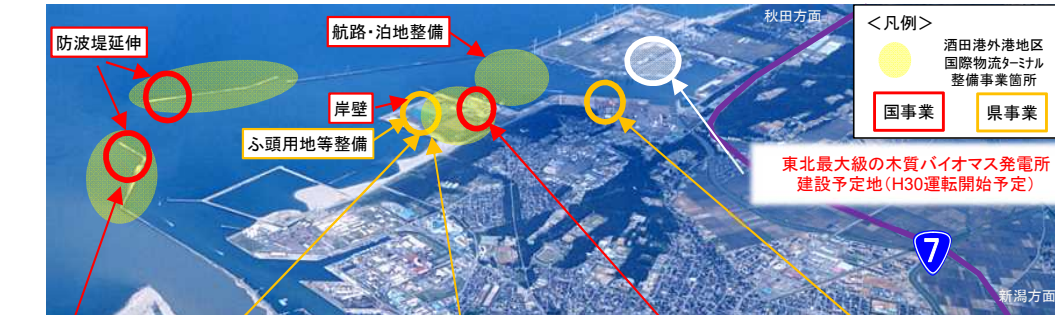 秋田方面
防波堤延伸
航路・泊地整備
岸壁
ふ頭用地等整備
<凡例>
酒田港外港地区
国際物流ターミナル
整備事業箇所
国事業
県事業
東北最大級の木質バイオマス発電所
建設予定地(H30運転開始予定)
7
新潟方面